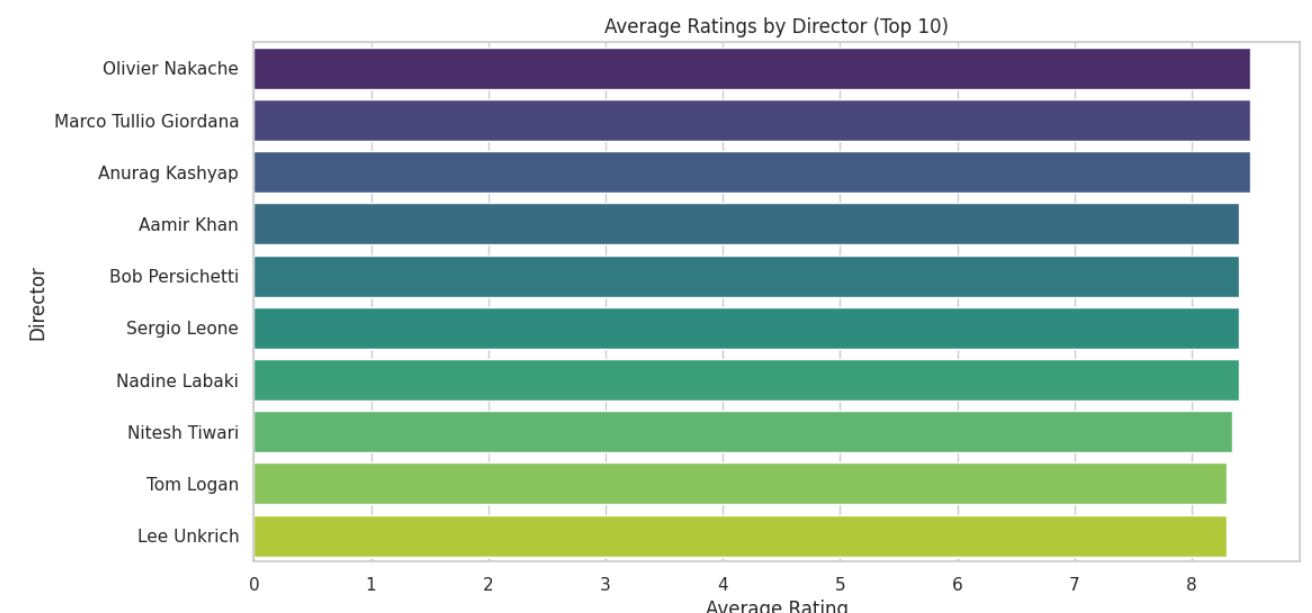 Average Ratings by Director (Top 10)
Director
Olivier Nakache
Marco Tullio Giordana
Anurag Kashyap
Aamir Khan
Bob Persichetti
Sergio Leone
Nadine Labaki
Nitesh Tiwari
Tom Logan
Lee Unkrich
0 1 2 3 4 5 6 7 8
Average Rating